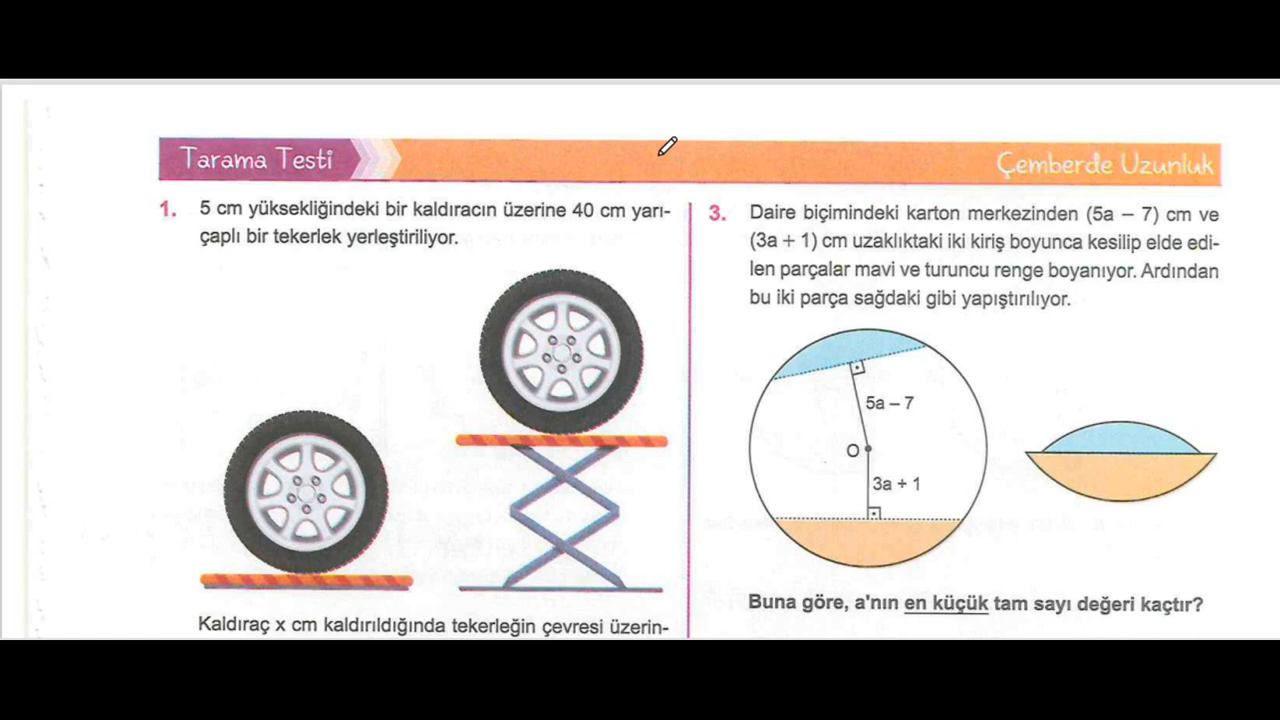 Tarama Testi
Çemberde Uzunluk
1. 5 cm yüksekliğindeki bir kaldıracın üzerine 40 cm yarı-
çaplı bir tekerlek yerleştiriliyor.
Kaldıraç x cm kaldırıldığında tekerleğin çevresi üzerin-
3. Daire biçimindeki karton merkezinden (5a – 7) cm ve
(3a + 1) cm uzaklıktaki iki kiriş boyunca kesilip elde edi-
len parçalar mavi ve turuncu renge boyanıyor. Ardından
bu iki parça sağdaki gibi yapıştırılıyor.
5a – 7
O
3a + 1
Buna göre, a'nın en küçük tam sayı değeri kaçtır?